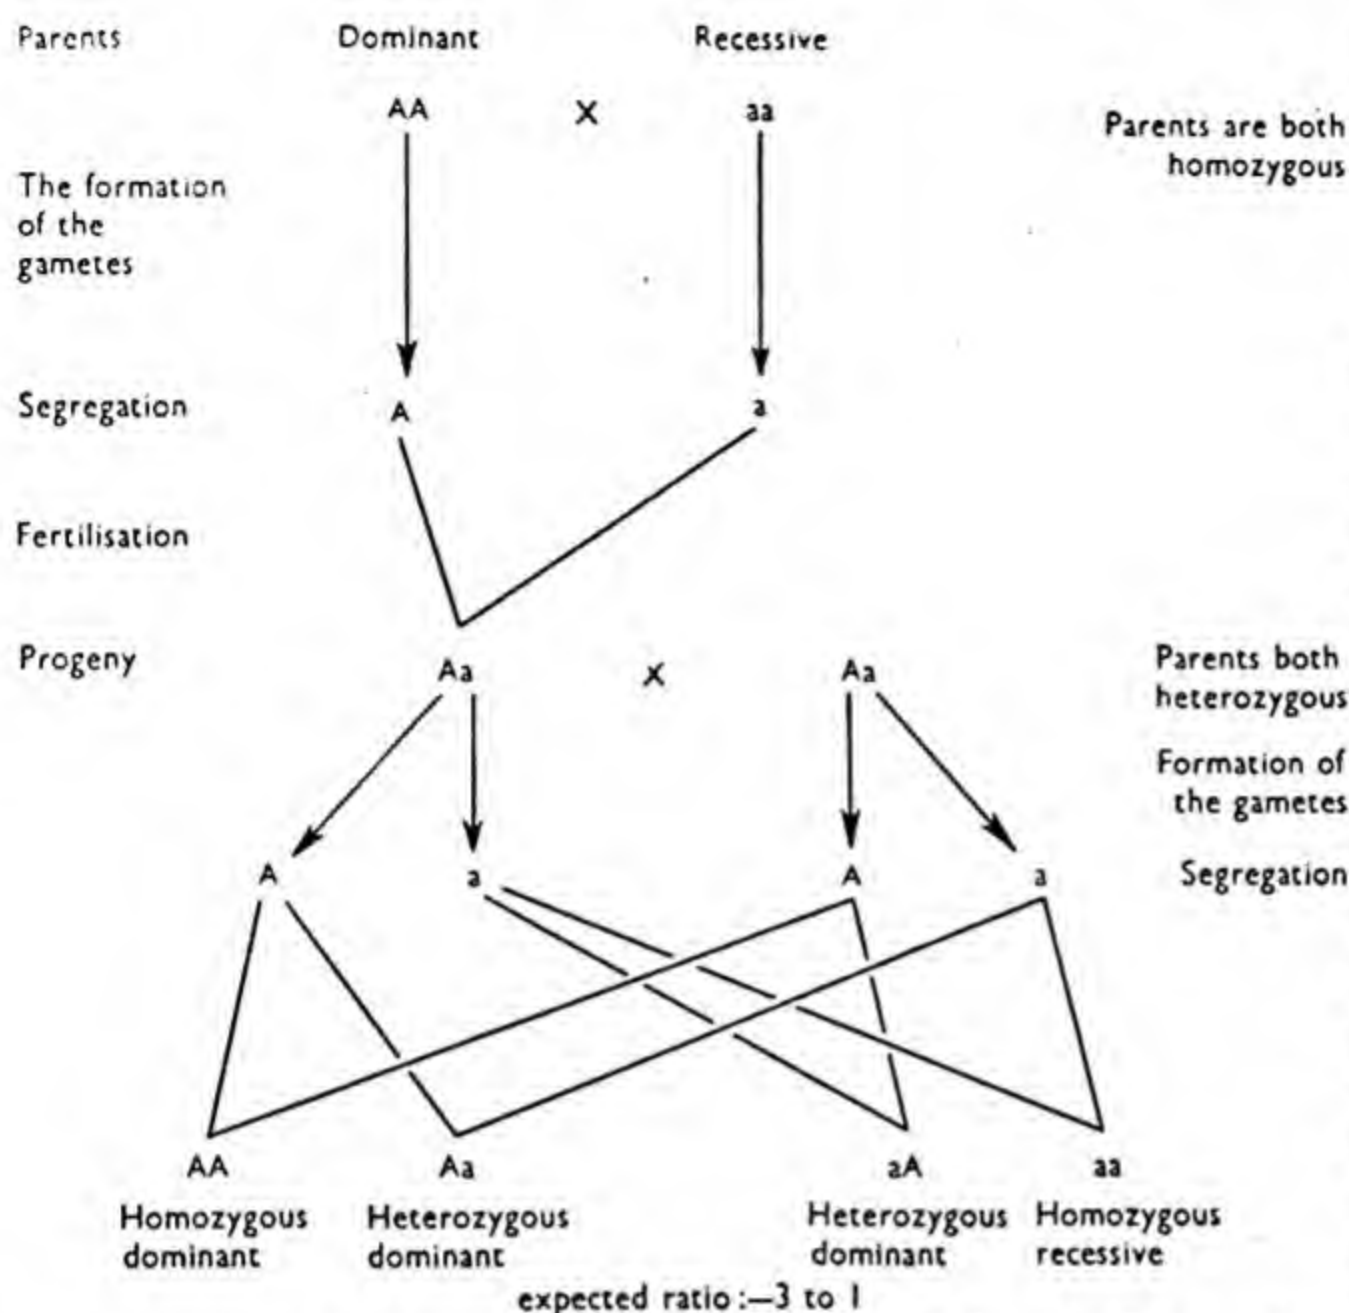 Parents Dominant Recessive
AA X aa
Parents are both
homozygous
The formation
of the
gametes
Segregation A a
Fertilisation
Progeny Aa X Aa
Parents both
heterozygous
Formation of
the gametes
A a A a Segregation
AA Aa aA aa
Homozygous
dominant
Heterozygous
dominant
Heterozygous
dominant
Homozygous
recessive
expected ratio:—3 to 1